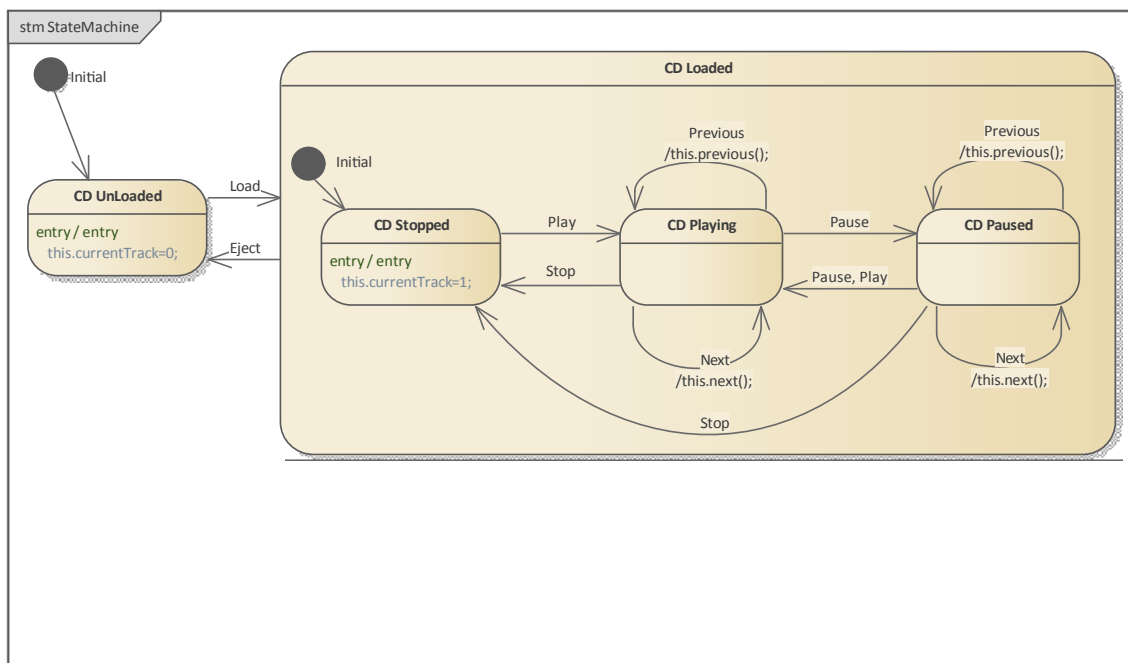 stm StateMachine
Initial
CD Loaded
CD UnLoaded
entry / entry
this.currentTrack=0;
Load
Eject
Initial
CD Stopped
entry / entry
this.currentTrack=1;
Play
Stop
Previous
/this.previous();
CD Playing
Next
/this.next();
Pause
Pause, Play
Previous
/this.previous();
CD Paused
Next
/this.next();
Stop